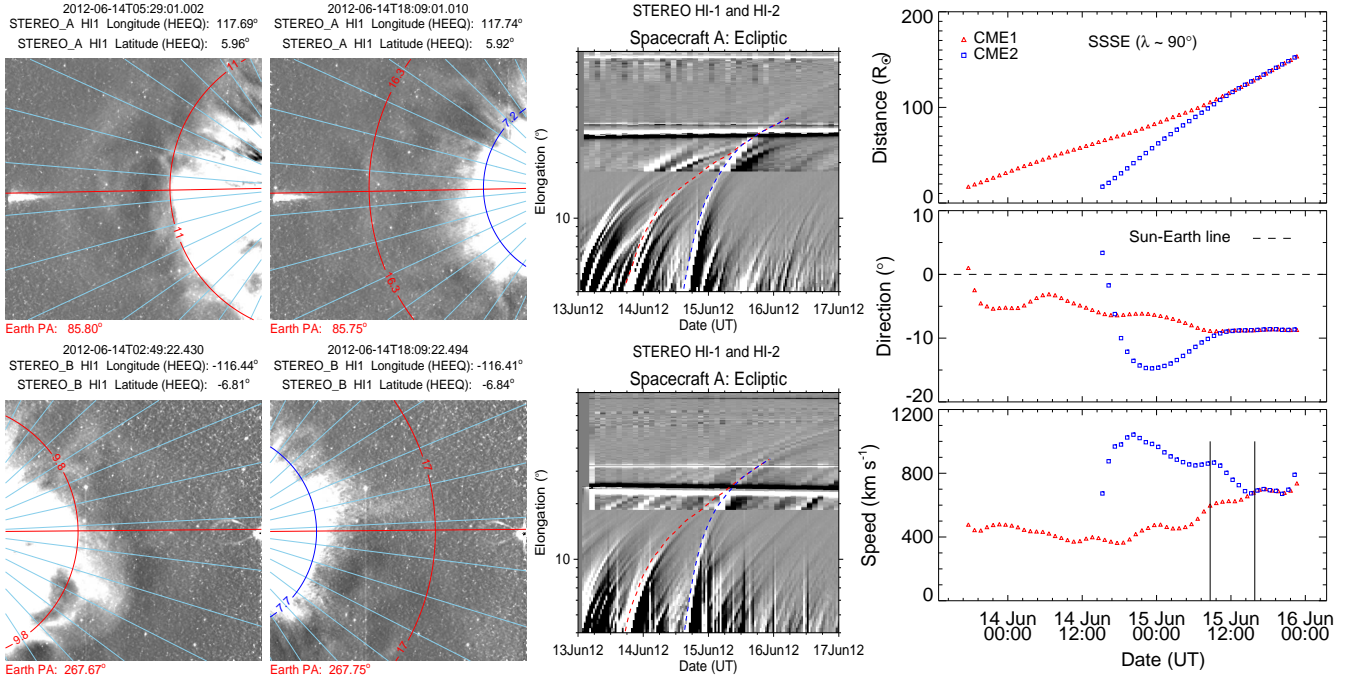 2012-06-14T05:29:01.002
STEREO_A HI1 Longitude (HEEQ): 117.69°
STEREO_A HI1 Latitude (HEEQ): 5.96°
11
11
Earth PA: 85.80°
2012-06-14T18:09:01.010
STEREO_A HI1 Longitude (HEEQ): 117.74°
STEREO_A HI1 Latitude (HEEQ): 5.92°
16.3
7.2
16.3
Earth PA: 85.75°
2012-06-14T02:49:22.430
STEREO_B HI1 Longitude (HEEQ): -116.44°
STEREO_B HI1 Latitude (HEEQ): -6.81°
9.8
9.8
Earth PA: 267.67°
2012-06-14T18:09:22.494
STEREO_B HI1 Longitude (HEEQ): -116.41°
STEREO_B HI1 Latitude (HEEQ): -6.84°
17
7.7
17
Earth PA: 267.75°
STEREO HI-1 and HI-2
Spacecraft A: Ecliptic
Elongation (°)
10
13Jun12 14Jun12 15Jun12 16Jun12 17Jun12
Date (UT)
STEREO HI-1 and HI-2
Spacecraft A: Ecliptic
Elongation (°)
10
13Jun12 14Jun12 15Jun12 16Jun12 17Jun12
Date (UT)
CME1
CME2
SSSE (λ ~ 90°)
Distance (R☉)
200
100
0
Sun-Earth line
Direction (°)
10
0
-10
-20
Speed (km s⁻¹)
1200
800
400
0
14 Jun 14 Jun 15 Jun 15 Jun 16 Jun
00:00 12:00 00:00 12:00 00:00
Date (UT)